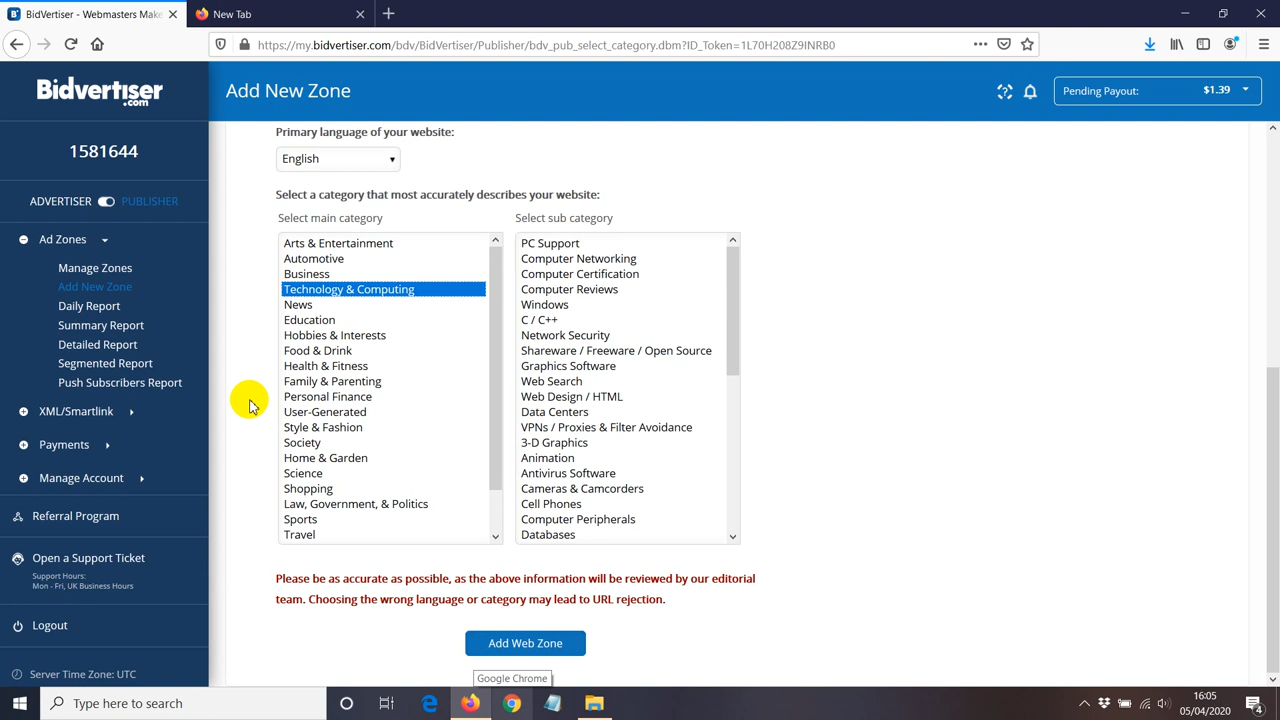 BidVertiser - Webmasters Make
New Tab
https://my.bidvertiser.com/bdv/BidVertiser/Publisher/bdv_pub_select_category.dbm?ID_Token=1L70H208Z9INRB0
Bidvertiser.com
Add New Zone
Pending Payout: $1.39
1581644
ADVERTISER PUBLISHER
Ad Zones
Manage Zones
Add New Zone
Daily Report
Summary Report
Detailed Report
Segmented Report
Push Subscribers Report
XML/Smartlink
Payments
Manage Account
Referral Program
Open a Support Ticket
Support Hours:
Mon - Fri, UK Business Hours
Logout
Server Time Zone: UTC
Primary language of your website:
English
Select a category that most accurately describes your website:
Select main category
Arts & Entertainment
Automotive
Business
Technology & Computing
News
Education
Hobbies & Interests
Food & Drink
Health & Fitness
Family & Parenting
Personal Finance
User-Generated
Style & Fashion
Society
Home & Garden
Science
Shopping
Law, Government, & Politics
Sports
Travel
Select sub category
PC Support
Computer Networking
Computer Certification
Computer Reviews
Windows
C / C++
Network Security
Shareware / Freeware / Open Source
Graphics Software
Web Search
Web Design / HTML
Data Centers
VPNs / Proxies & Filter Avoidance
3-D Graphics
Animation
Antivirus Software
Cameras & Camcorders
Cell Phones
Computer Peripherals
Databases
Please be as accurate as possible, as the above information will be reviewed by our editorial
team. Choosing the wrong language or category may lead to URL rejection.
Add Web Zone
Google Chrome
Type here to search
16:05
05/04/2020
4